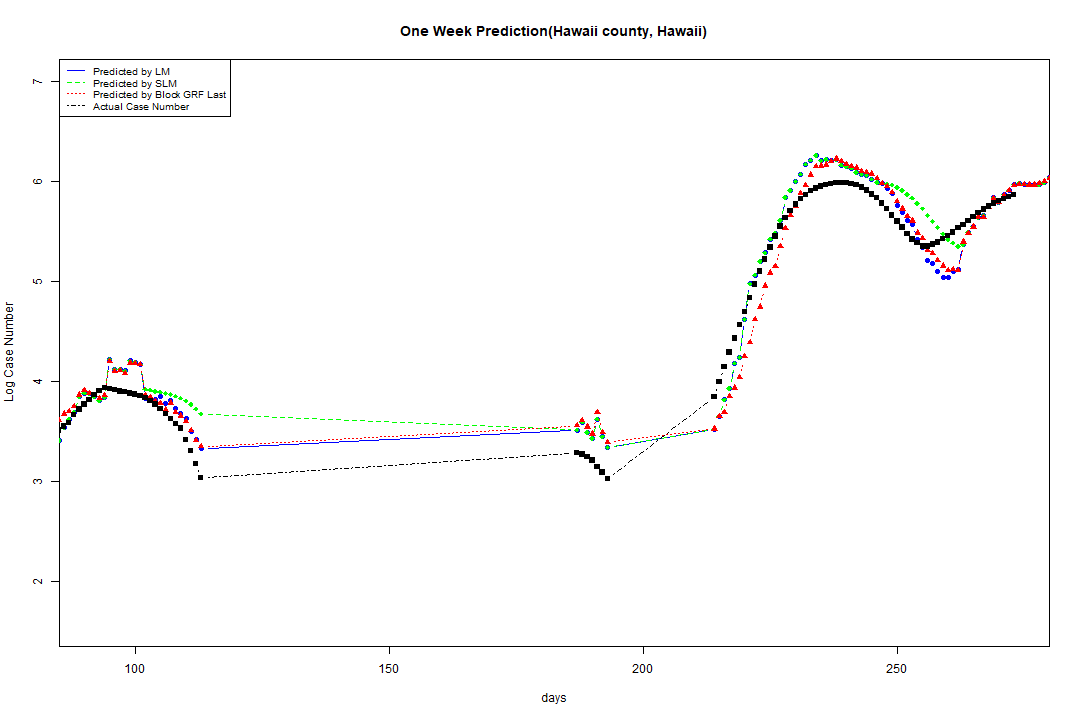 One Week Prediction(Hawaii county, Hawaii)
Predicted by LM
Predicted by SLM
Predicted by Block GRF Last
Actual Case Number
Log Case Number
7
6
5
4
3
2
100
150
200
250
days